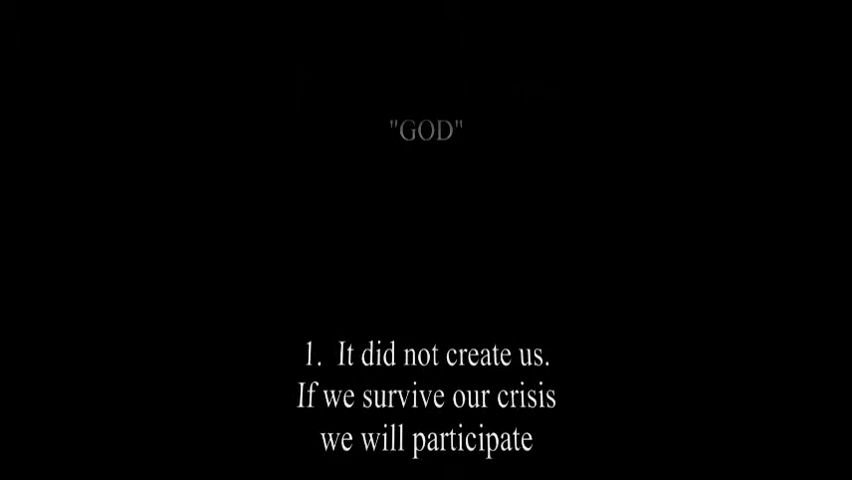 "GOD"
1. It did not create us.
If we survive our crisis
we will participate